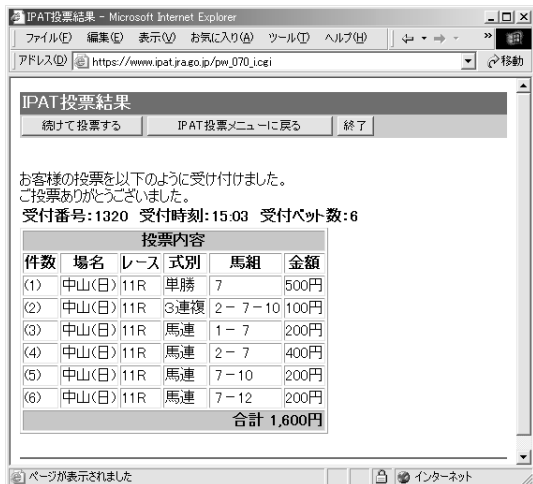 IPAT投票結果 - Microsoft Internet Explorer
ファイル(F) 編集(E) 表示(V) お気に入り(A) ツール(T) ヘルプ(H) »
アドレス(D) https://www.ipat.jra.go.jp/pw_070_i.cgi 移動
IPAT投票結果
続けて投票する IPAT投票メニューに戻る 終了
お客様の投票を以下のように受け付けました。
ご投票ありがとうございました。
受付番号:1320 受付時刻:15:03 受付ベット数:6
投票内容
件数 場名 レース 式別 馬組 金額
(1) 中山(日) 11R 単勝 7 500円
(2) 中山(日) 11R 3連複 2-7-10 100円
(3) 中山(日) 11R 馬連 1-7 200円
(4) 中山(日) 11R 馬連 2-7 400円
(5) 中山(日) 11R 馬連 7-10 200円
(6) 中山(日) 11R 馬連 7-12 200円
合計 1,600円
ページが表示されました インターネット